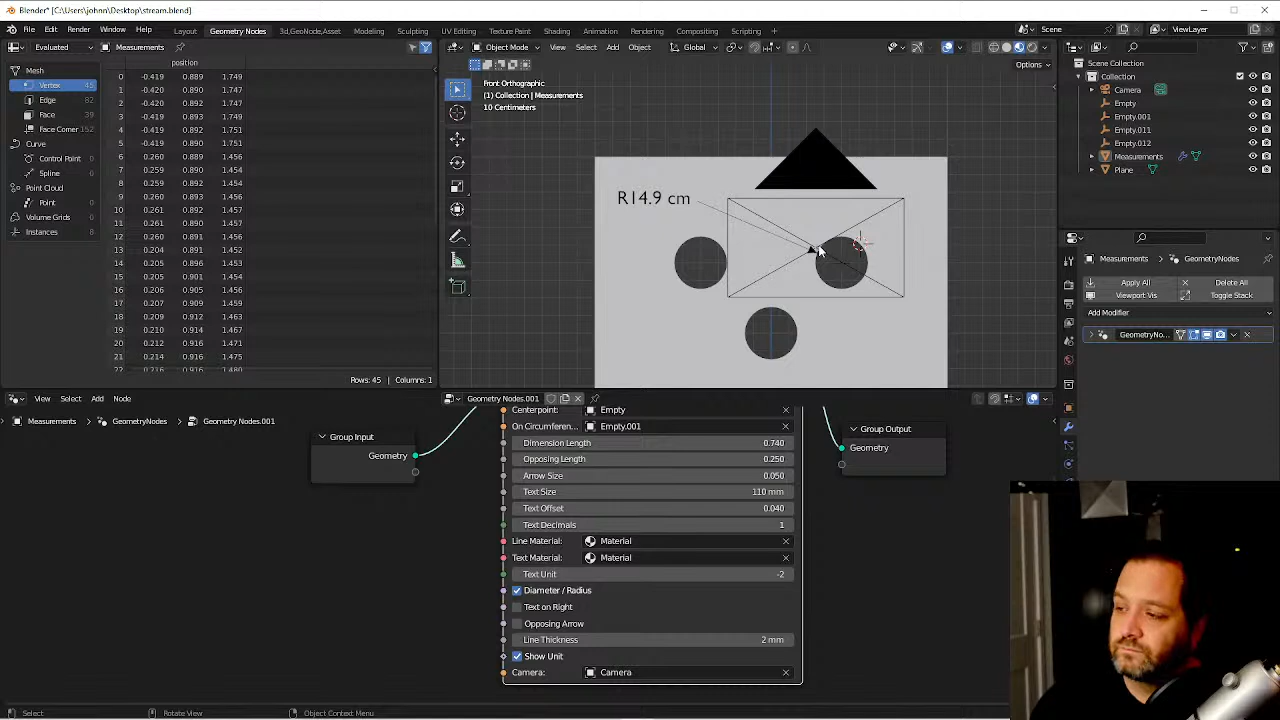 Blender* [C:\Users\johnn\Desktop\stream.blend]
File Edit Render Window Help Layout Geometry Nodes 3d,GeoNode,Asset Modeling Sculpting UV Editing Texture Paint Shading Animation Rendering Compositing Scripting + Scene ViewLayer
Evaluated Measurements
Object Mode View Select Add Object Global
Options
position
Mesh
Vertex 45
Edge 82
Face 39
Face Corner 152
Curve
Control Point 0
Spline 0
Point Cloud
Point 0
Volume Grids 0
Instances 8
0 -0.419 0.889 1.749
1 -0.420 0.890 1.747
2 -0.420 0.892 1.747
3 -0.419 0.893 1.749
4 -0.419 0.892 1.751
5 -0.419 0.890 1.751
6 0.260 0.889 1.456
7 0.259 0.890 1.454
8 0.259 0.892 1.454
9 0.260 0.893 1.456
10 0.261 0.892 1.457
11 0.261 0.890 1.457
12 0.260 0.891 1.456
13 0.204 0.891 1.452
14 0.205 0.896 1.453
15 0.205 0.901 1.454
16 0.206 0.905 1.456
17 0.207 0.909 1.459
18 0.209 0.912 1.463
19 0.210 0.914 1.467
20 0.212 0.916 1.471
21 0.214 0.916 1.475
22 0.216 0.916 1.480
Rows: 45 | Columns: 1
Front Orthographic
(1) Collection | Measurements
10 Centimeters
R14.9 cm
Scene Collection
Collection
Camera
Empty
Empty.001
Empty.011
Empty.012
Measurements
Plane
Measurements GeometryNodes
Apply All Delete All
Viewport Vis Toggle Stack
Add Modifier
GeometryNo...
View Select Add Node Geometry Nodes.001
Measurements GeometryNodes Geometry Nodes.001
Group Input
Geometry
Centerpoint: Empty
On Circumferen... Empty.001
Dimension Length 0.740
Opposing Length 0.250
Arrow Size 0.050
Text Size 110 mm
Text Offset 0.040
Text Decimals 1
Line Material: Material
Text Material: Material
Text Unit -2
Diameter / Radius
Text on Right
Opposing Arrow
Line Thickness 2 mm
Show Unit
Camera: Camera
Group Output
Geometry
Select Rotate View Object Context Menu